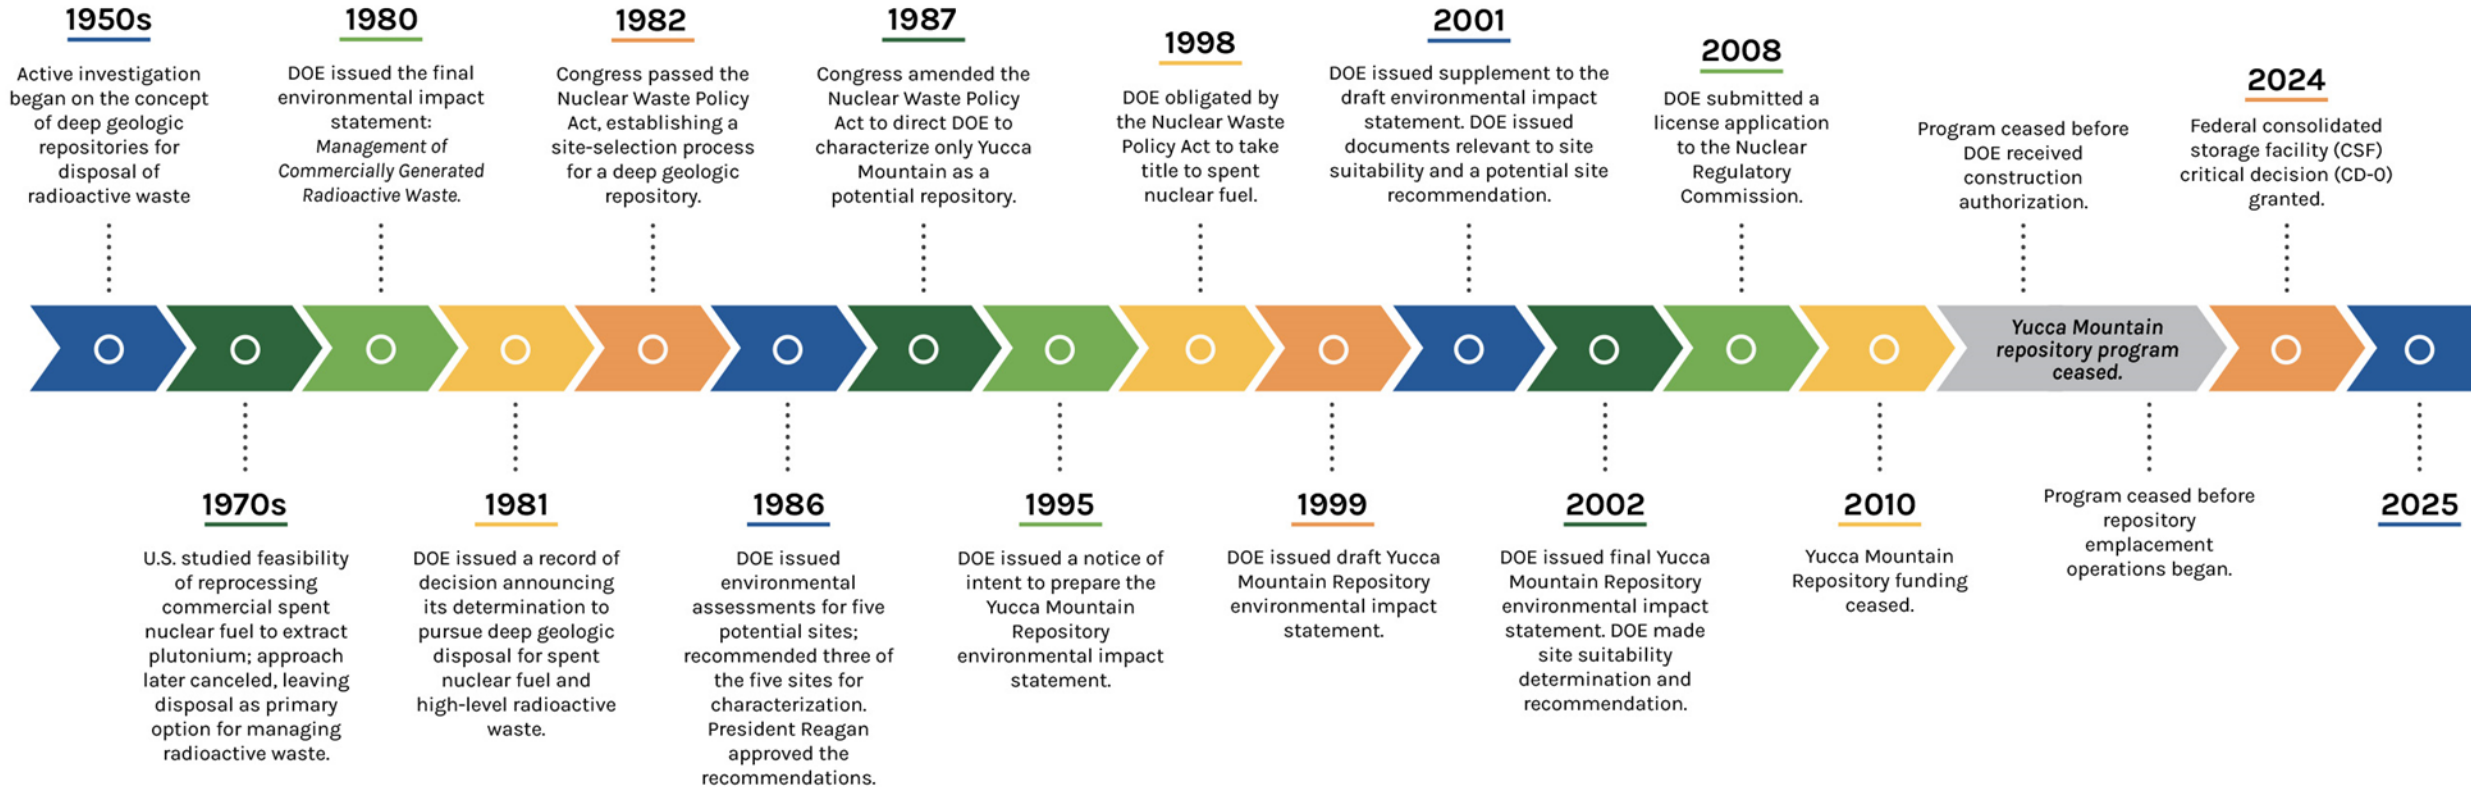 1950s
Active investigation
began on the concept
of deep geologic
repositories for
disposal of
radioactive waste
1980
DOE issued the final
environmental impact
statement:
Management of
Commercially Generated
Radioactive Waste.
1982
Congress passed the
Nuclear Waste Policy
Act, establishing a
site-selection process
for a deep geologic
repository.
1987
Congress amended the
Nuclear Waste Policy
Act to direct DOE to
characterize only Yucca
Mountain as a
potential repository.
1998
DOE obligated by
the Nuclear Waste
Policy Act to take
title to spent
nuclear fuel.
2001
DOE issued supplement to the
draft environmental impact
statement. DOE issued
documents relevant to site
suitability and a potential site
recommendation.
2008
DOE submitted a
license application
to the Nuclear
Regulatory
Commission.
Program ceased before
DOE received
construction
authorization.
2024
Federal consolidated
storage facility (CSF)
critical decision (CD-0)
granted.
Yucca Mountain
repository program
ceased.
1970s
U.S. studied feasibility
of reprocessing
commercial spent
nuclear fuel to extract
plutonium; approach
later canceled, leaving
disposal as primary
option for managing
radioactive waste.
1981
DOE issued a record of
decision announcing
its determination to
pursue deep geologic
disposal for spent
nuclear fuel and
high-level radioactive
waste.
1986
DOE issued
environmental
assessments for five
potential sites;
recommended three of
the five sites for
characterization.
President Reagan
approved the
recommendations.
1995
DOE issued a notice of
intent to prepare the
Yucca Mountain
Repository
environmental impact
statement.
1999
DOE issued draft Yucca
Mountain Repository
environmental impact
statement.
2002
DOE issued final Yucca
Mountain Repository
environmental impact
statement. DOE made
site suitability
determination and
recommendation.
2010
Yucca Mountain
Repository funding
ceased.
Program ceased before
repository
emplacement
operations began.
2025